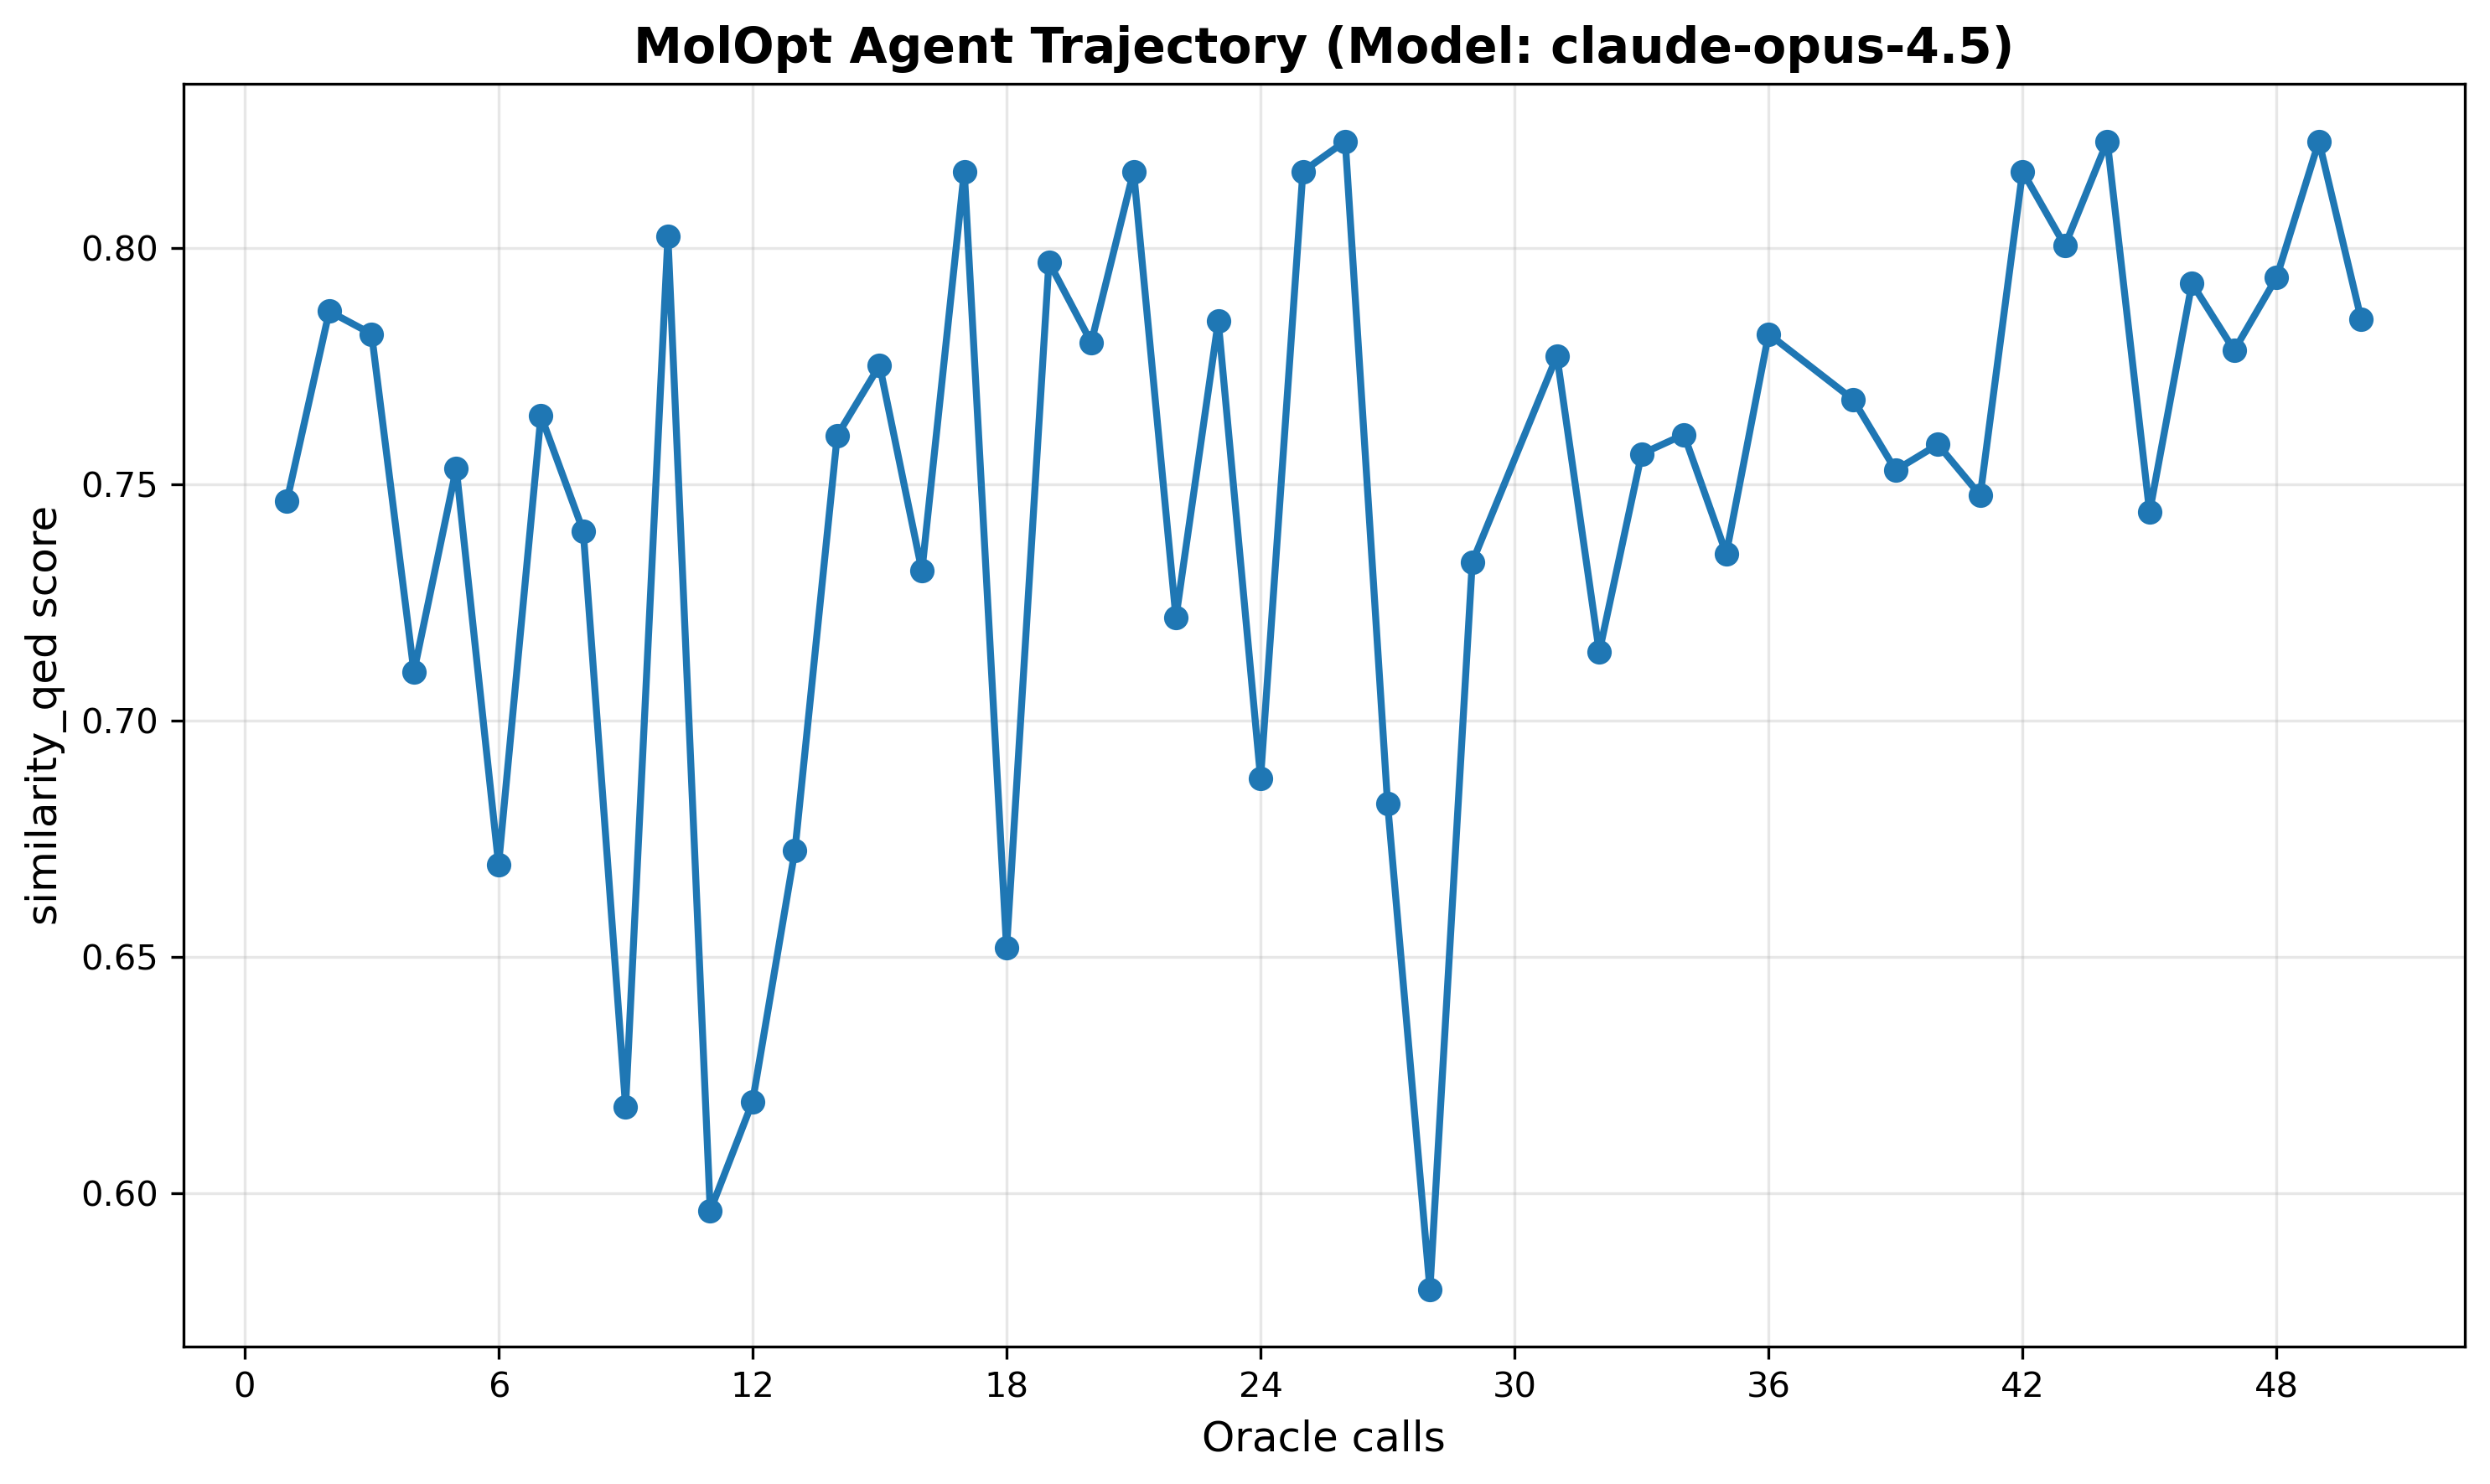 MolOpt Agent Trajectory (Model: claude-opus-4.5)
similarity_qed score
0.80
0.75
0.70
0.65
0.60
0 6 12 18 24 30 36 42 48
Oracle calls